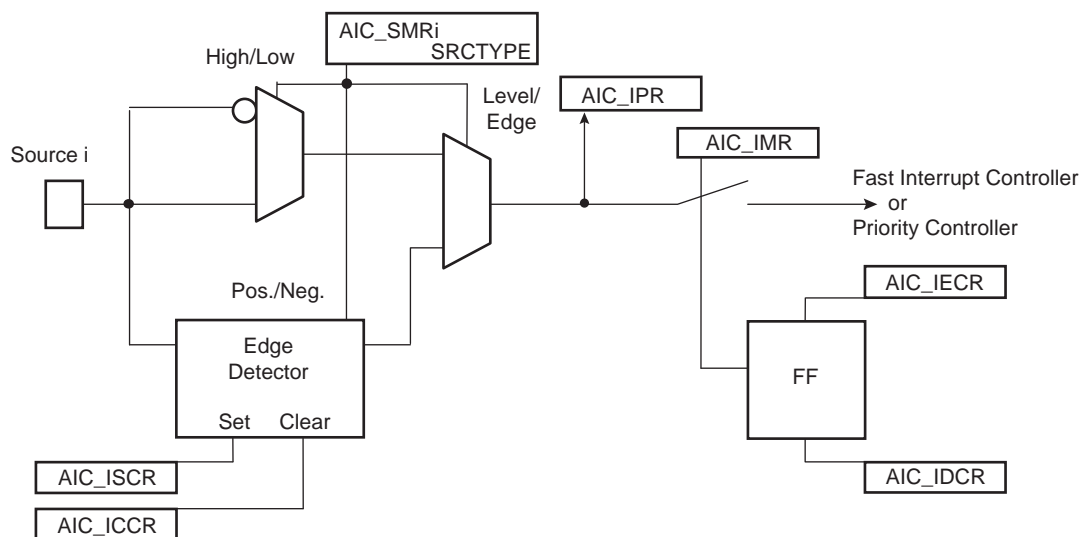 AIC_SMRi
SRCTYPE
High/Low
Level/
Edge
AIC_IPR
AIC_IMR
Source i
Fast Interrupt Controller
or
Priority Controller
Pos./Neg.
AIC_IECR
Edge
Detector
FF
Set Clear
AIC_ISCR
AIC_IDCR
AIC_ICCR